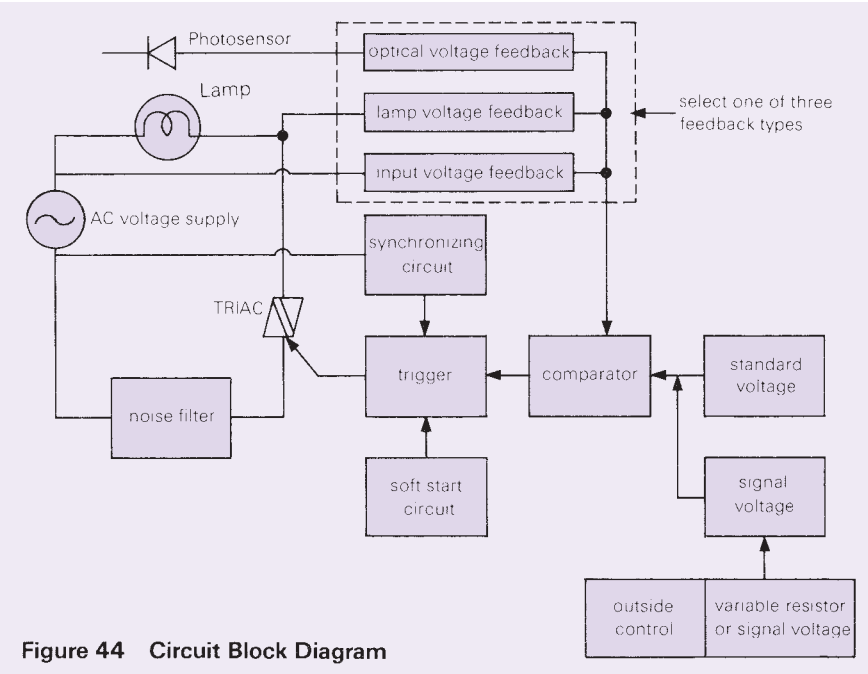 Photosensor
optical voltage feedback
Lamp
lamp voltage feedback
select one of three
feedback types
input voltage feedback
AC voltage supply
synchronizing
circuit
TRIAC
trigger
comparator
standard
voltage
noise filter
soft start
circuit
signal
voltage
outside
control
variable resistor
or signal voltage
Figure 44 Circuit Block Diagram